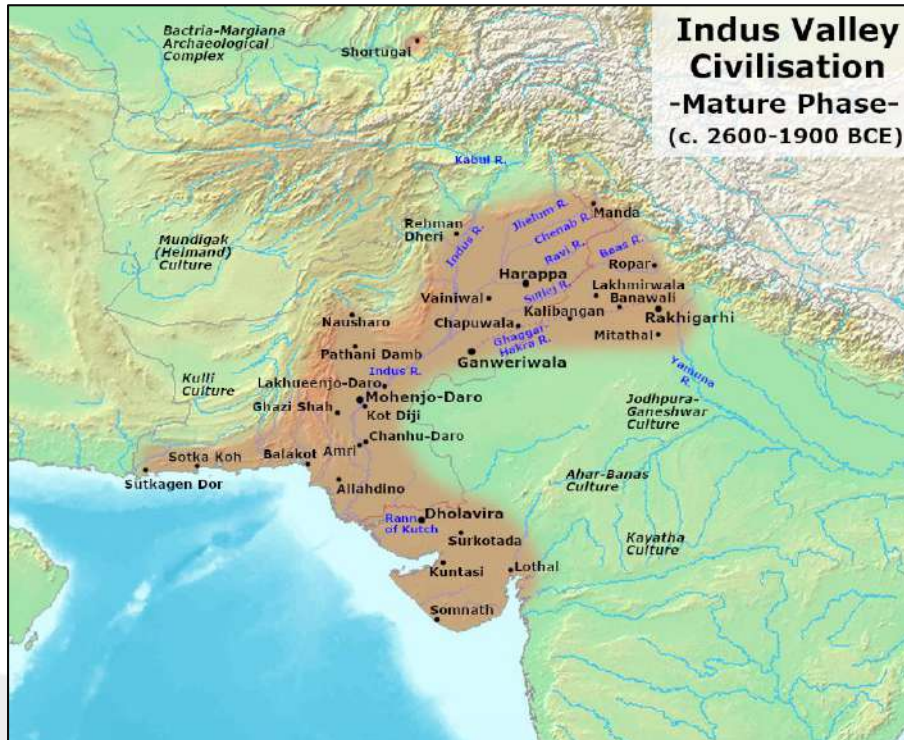 Indus Valley
Civilisation
-Mature Phase-
(c. 2600-1900 BCE)
Bactria-Margiana
Archaeological
Complex
Shortugai
Kabul R.
Manda
Jhelum R.
Chenab R.
Rehman
Dheri
Indus R.
Ravi R.
Beas R.
Mundigak
(Helmand)
Culture
Ropar
Harappa
Sutlej R.
Lakhmirwala
Banawali
Vainiwal
Kalibangan
Rakhigarhi
Nausharo
Chapuwala
Ghaggar-
Hakra R.
Mitathal
Pathani Damb
Ganweriwala
Indus R.
Yamuna
R.
Kulli
Culture
Lakhueenjo-Daro
Mohenjo-Daro
Ghazi Shah
Kot Diji
Jodhpura-
Ganeshwar
Culture
Chanhu-Daro
Amri
Sotka Koh
Balakot
Sutkagen Dor
Allahdino
Ahar-Banas
Culture
Dholavira
Rann
of Kutch
Surkotada
Kayatha
Culture
Kuntasi
Lothal
Somnath